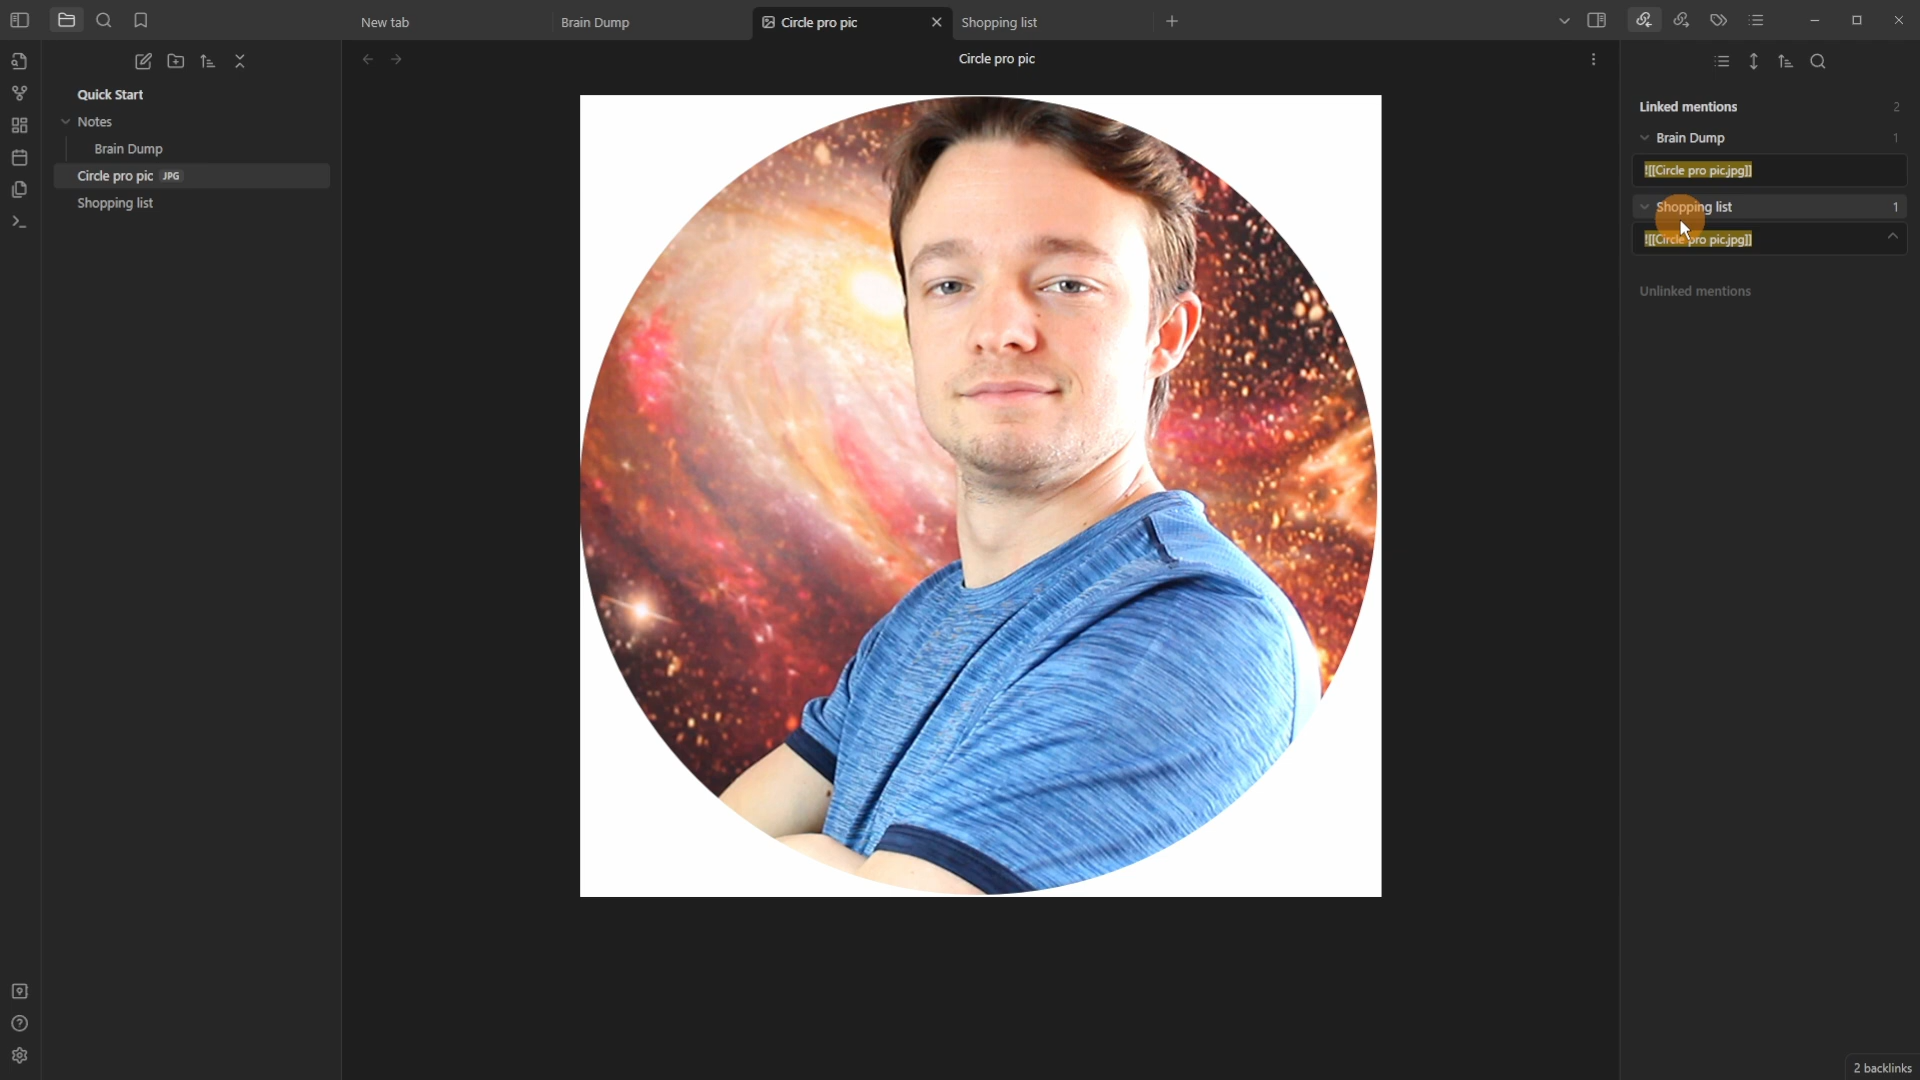 New tab
Brain Dump
Circle pro pic
Shopping list
Quick Start
Notes
Brain Dump
Circle pro pic JPG
Shopping list
Circle pro pic
Linked mentions 2
Brain Dump 1
![[Circle pro pic.jpg]]
Shopping list 1
![[Circle pro pic.jpg]]
Unlinked mentions
2 backlinks